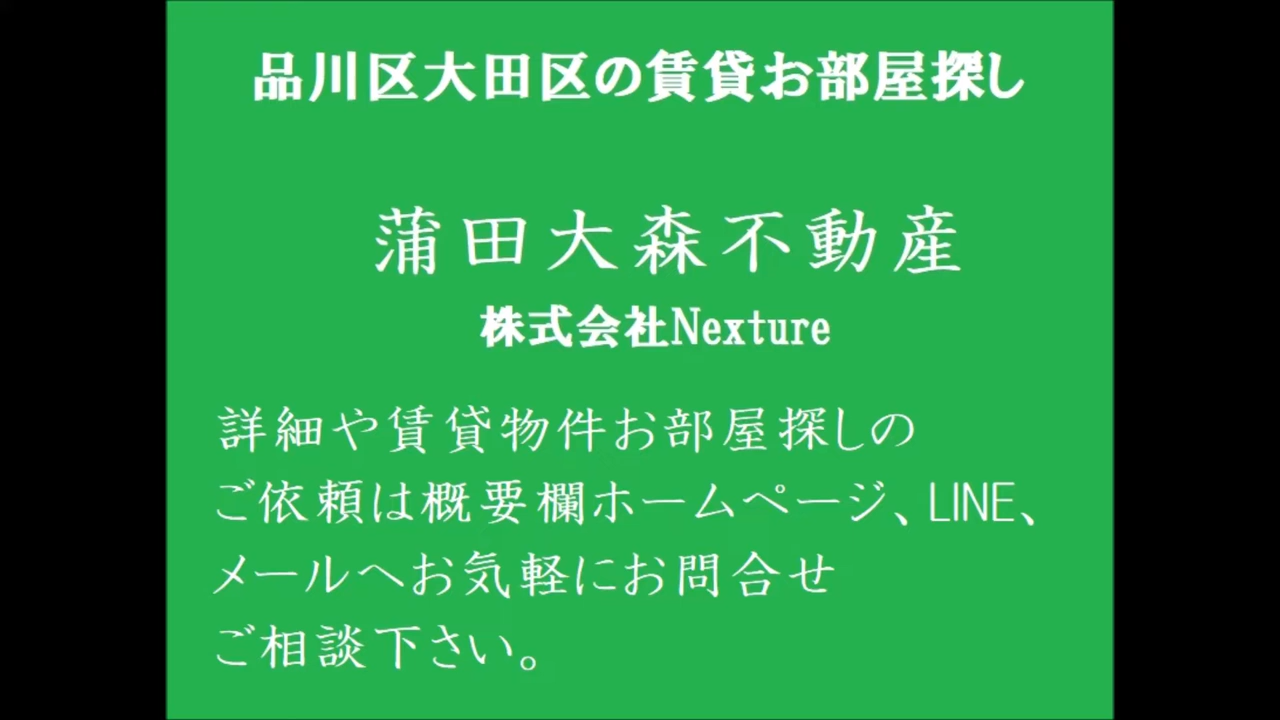 品川区大田区の賃貸お部屋探し
蒲田大森不動産
株式会社Nexture
詳細や賃貸物件お部屋探しの
ご依頼は概要欄ホームページ、LINE、
メールへお気軽にお問合せ
ご相談下さい。